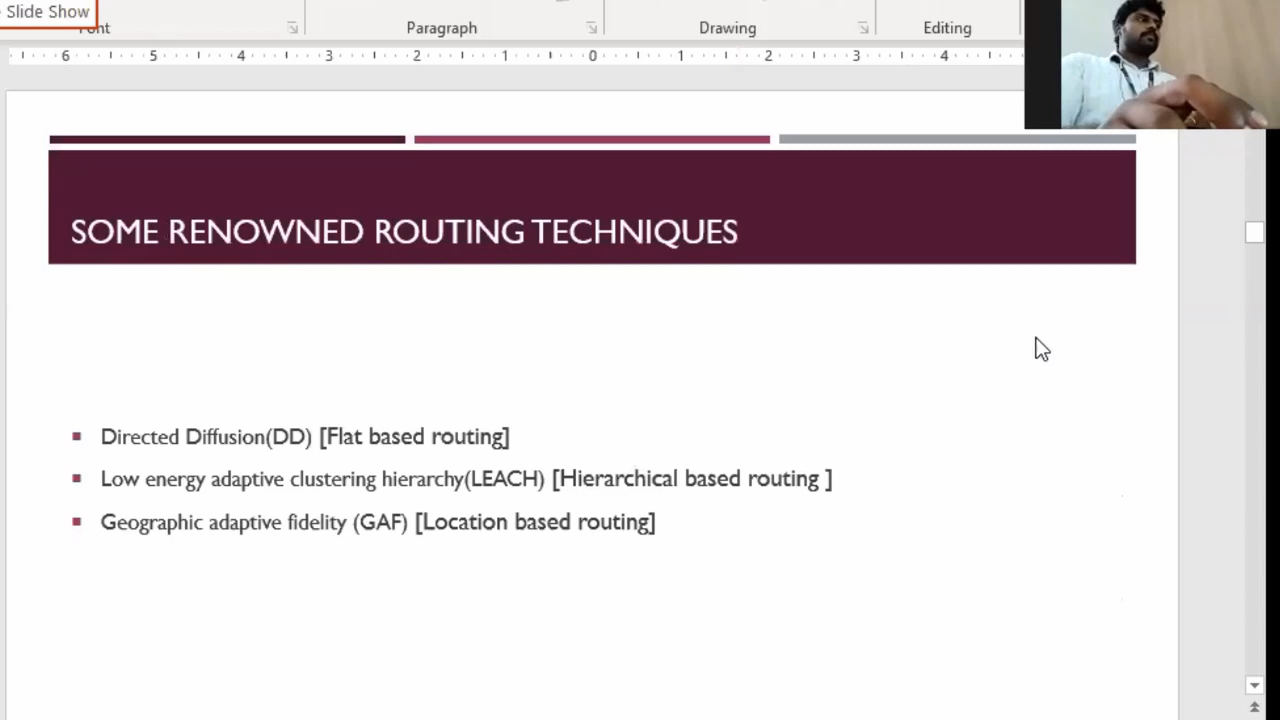 Slide Show
Font
Paragraph
Drawing
Editing
6 5 4 3 2 1 0 1 2 3 4
SOME RENOWNED ROUTING TECHNIQUES
Directed Diffusion(DD) [Flat based routing]
Low energy adaptive clustering hierarchy(LEACH) [Hierarchical based routing ]
Geographic adaptive fidelity (GAF) [Location based routing]